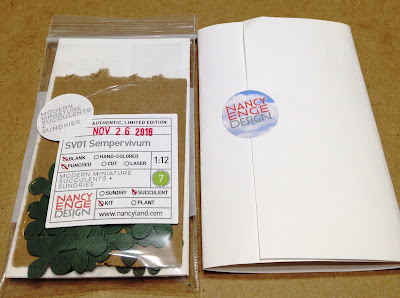 MODERN
MINIATURE
SUCCULENTS
+
SUNDRIES
AUTHENTIC, LIMITED EDITION
NOV 26 2016
SV01 Sempervivum
BLANK HAND-COLORED
PUNCHED CUT LASER 1:12
MODERN MINIATURE
SUCCULENTS +
SUNDRIES
7
NANCY
ENGE
DESIGN
SUNDRY SUCCULENT
KIT PLANT
www.nancyland.com
NANCY
ENGE
DESIGN